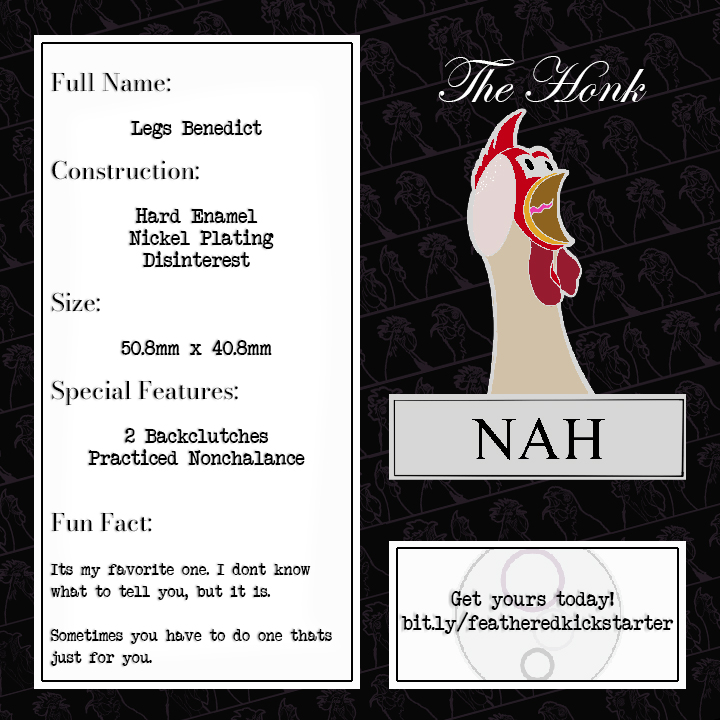 Full Name:
Legs Benedict
Construction:
Hard Enamel
Nickel Plating
Disinterest
Size:
50.8mm x 40.8mm
Special Features:
2 Backclutches
Practiced Nonchalance
Fun Fact:
Its my favorite one. I dont know
what to tell you, but it is.
Sometimes you have to do one thats
just for you.
The Honk
NAH
Get yours today!
bit.ly/featheredkickstarter